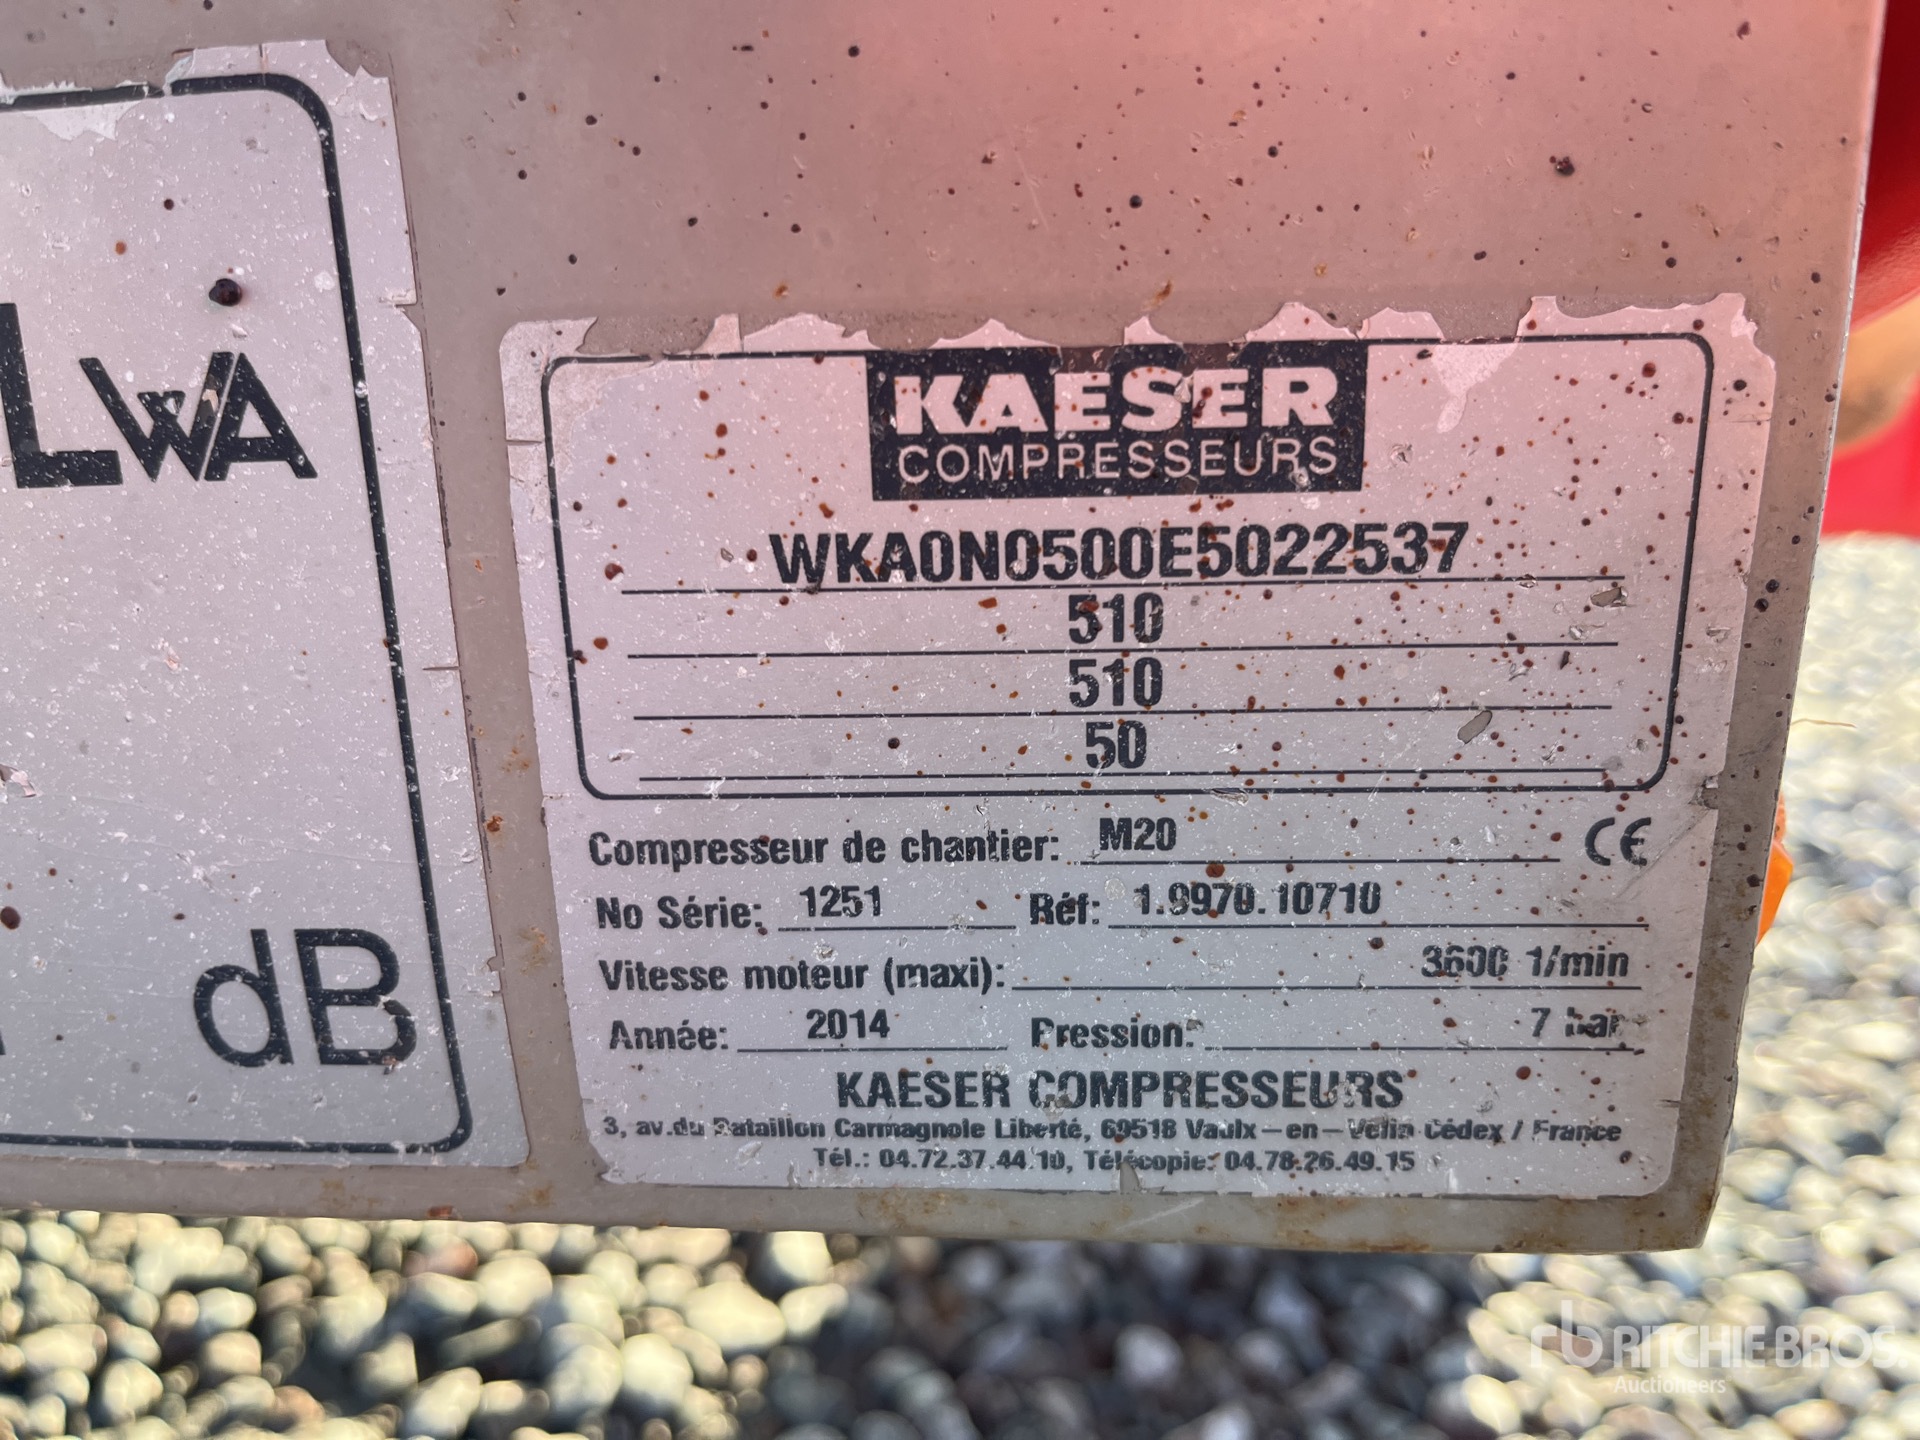 LWA
dB
KAESER
COMPRESSEURS
WKA0N0500E5022537
510
510
50
Compresseur de chantier: M20 CE
No Série: 1251 Réf: 1.9970.10710
Vitesse moteur (maxi): 3600 1/min
Année: 2014 Pression: 7 bar
KAESER COMPRESSEURS
3, av.du Bataillon Carmagnole Liberté, 69518 Vaulx-en-Velin Cédex / France
Tél.: 04.72.37.44.10, Télécopie: 04.78.26.49.15
rb RITCHIE BROS.
Auctioneers